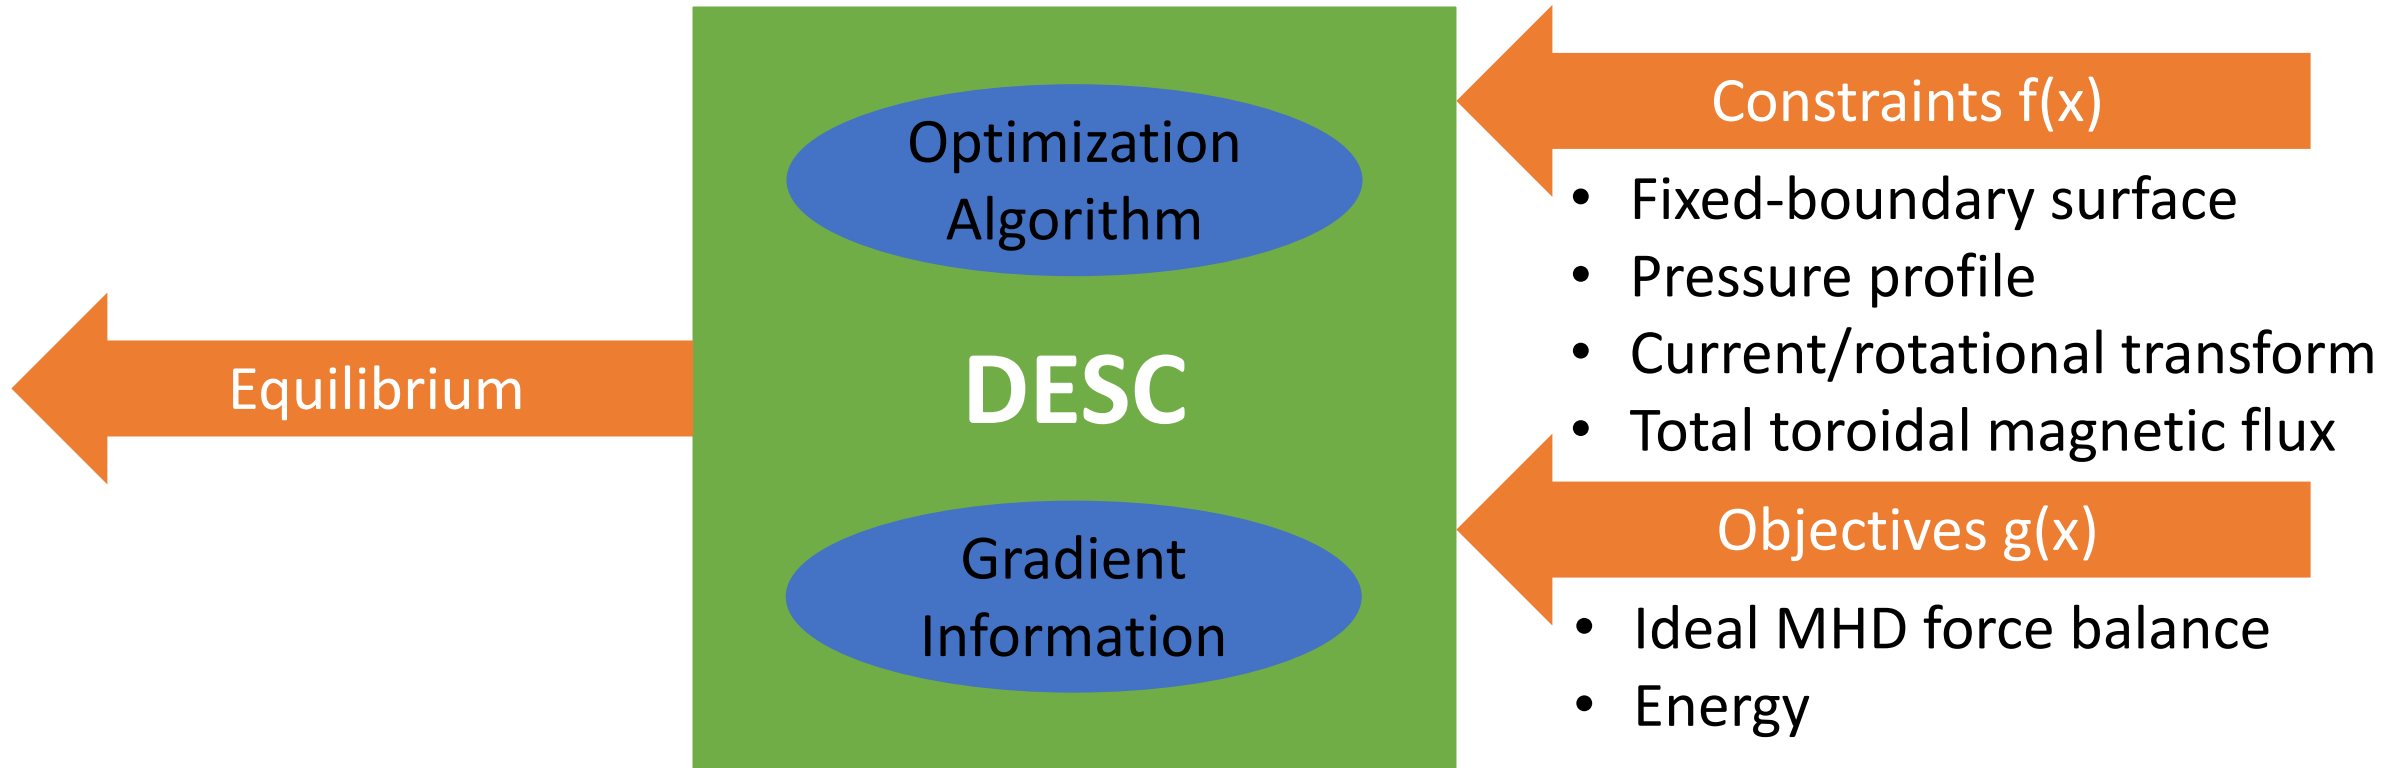 Optimization
Algorithm
DESC
Gradient
Information
Equilibrium
Constraints f(x)
• Fixed-boundary surface
• Pressure profile
• Current/rotational transform
• Total toroidal magnetic flux
Objectives g(x)
• Ideal MHD force balance
• Energy